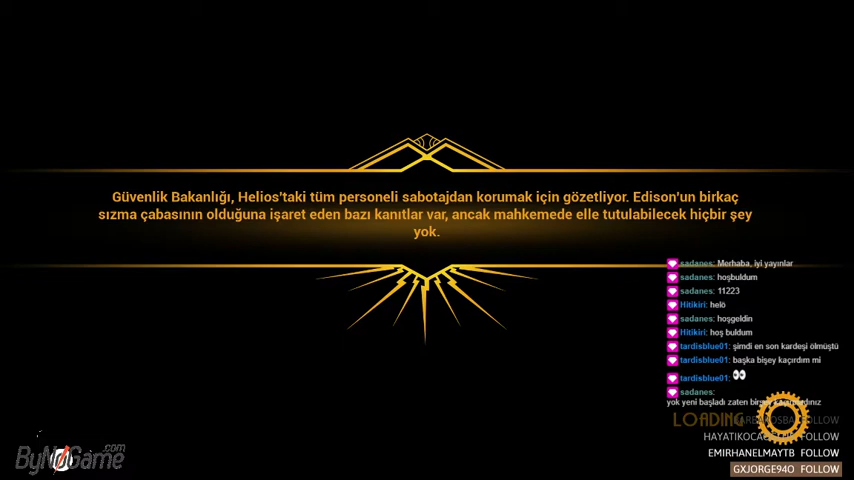 Güvenlik Bakanlığı, Helios'taki tüm personeli sabotajdan korumak için gözetliyor. Edison'un birkaç
sızma çabasının olduğuna işaret eden bazı kanıtlar var, ancak mahkemede elle tutulabilecek hiçbir şey
yok.
sadanes: Merhaba, iyi yayınlar
sadanes: hoşbuldum
sadanes: 11223
Hitikiri: helö
sadanes: hoşgeldin
Hitikiri: hoş buldum
tardisblue01: şimdi en son kardeşi ölmüştü
tardisblue01: başka bişey kaçırdım mi
tardisblue01: 👀
sadanes:
yok yeni başladı zaten
LOADING
FOLLOW
FOLLOW
EMIRHANELMAYTB FOLLOW
GXJORGE940 FOLLOW
ByNoGame.com